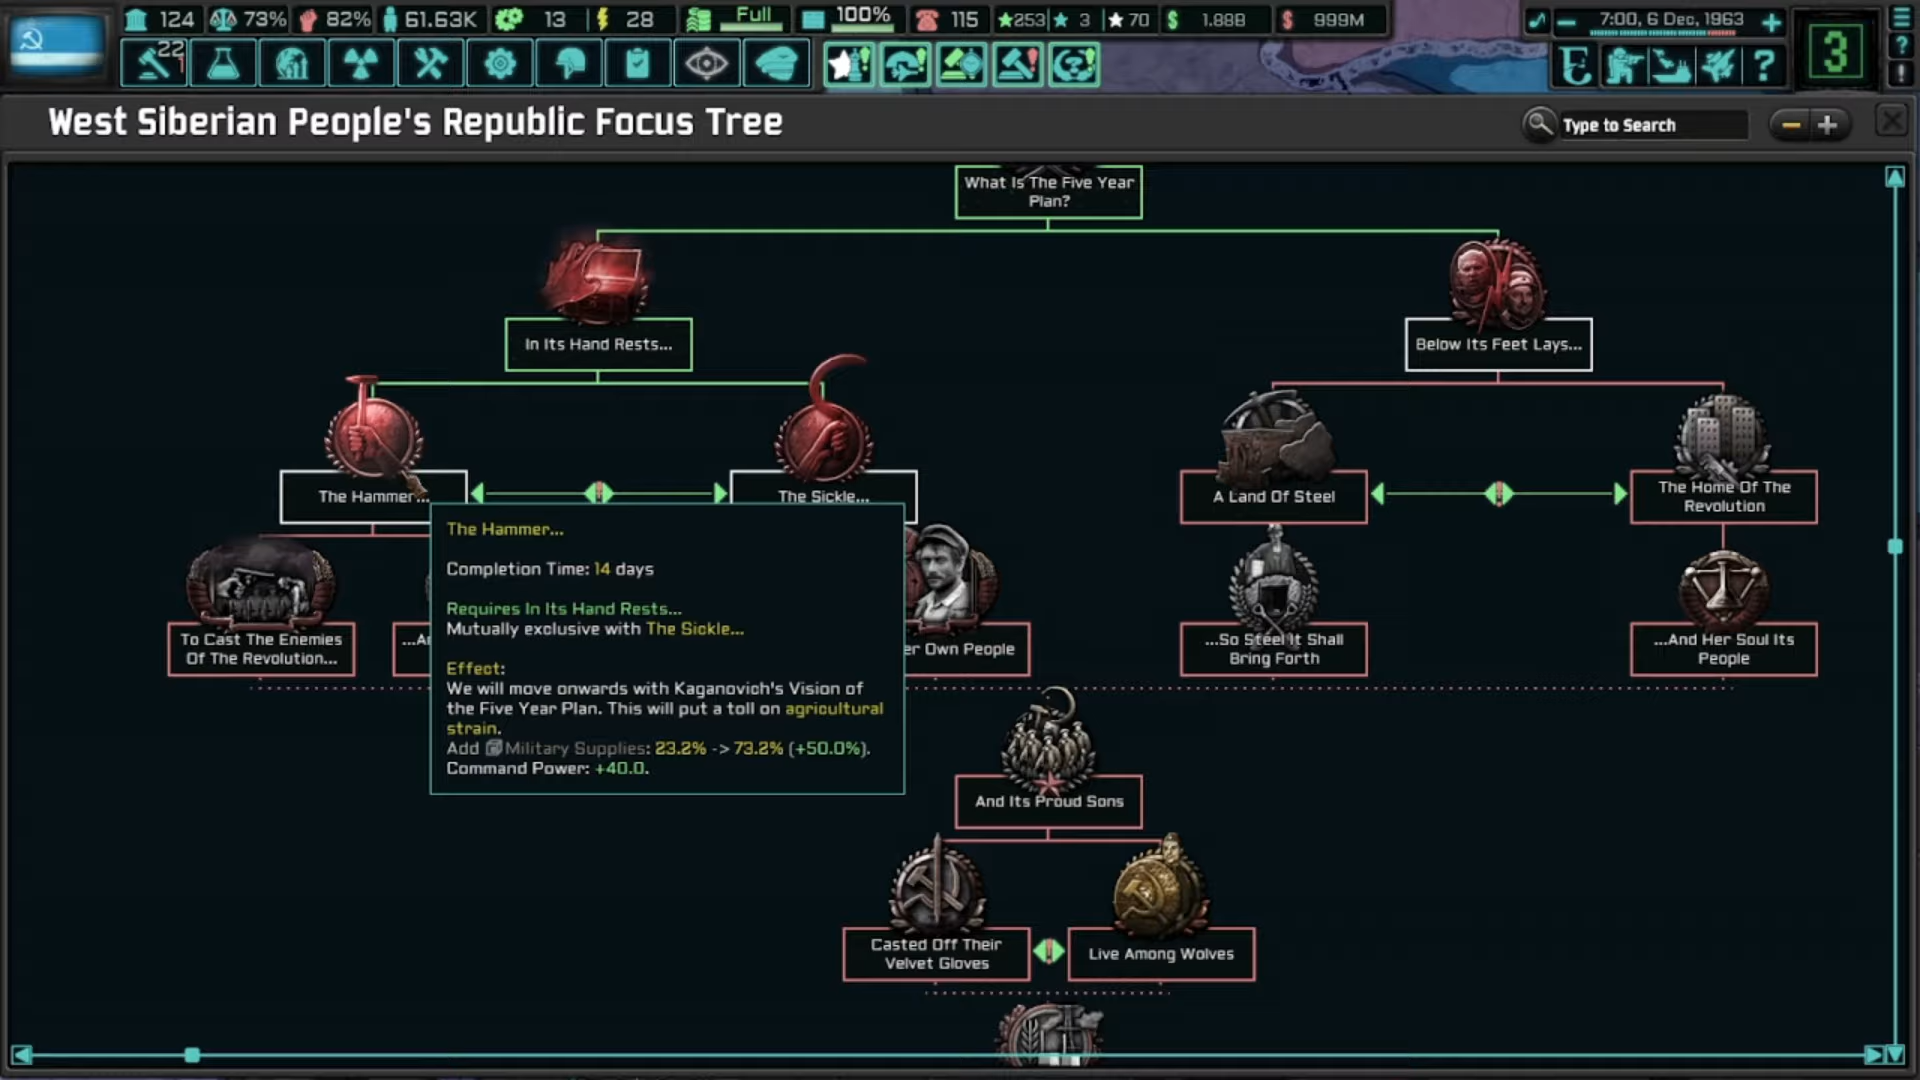 124 73% 82% 61.63K 13 28 Full 100% 115 253 3 70 $ 1.888 $ 999M 7:00, 6 Dec, 1963
22
1
3
?
?
West Siberian People's Republic Focus Tree
Type to Search
What Is The Five Year
Plan?
In Its Hand Rests...
Below Its Feet Lays...
The Hammer...
The Sickle...
A Land Of Steel
The Home Of The
Revolution
The Hammer...
Completion Time: 14 days
Requires In Its Hand Rests...
Mutually exclusive with The Sickle...
Effect:
We will move onwards with Kaganovich's Vision of
the Five Year Plan. This will put a toll on agricultural
strain.
Add Military Supplies: 23.2% -> 73.2% (+50.0%).
Command Power: +40.0.
To Cast The Enemies
Of The Revolution...
er Own People
...So Steel It Shall
Bring Forth
...And Her Soul Its
People
And Its Proud Sons
Casted Off Their
Velvet Gloves
Live Among Wolves